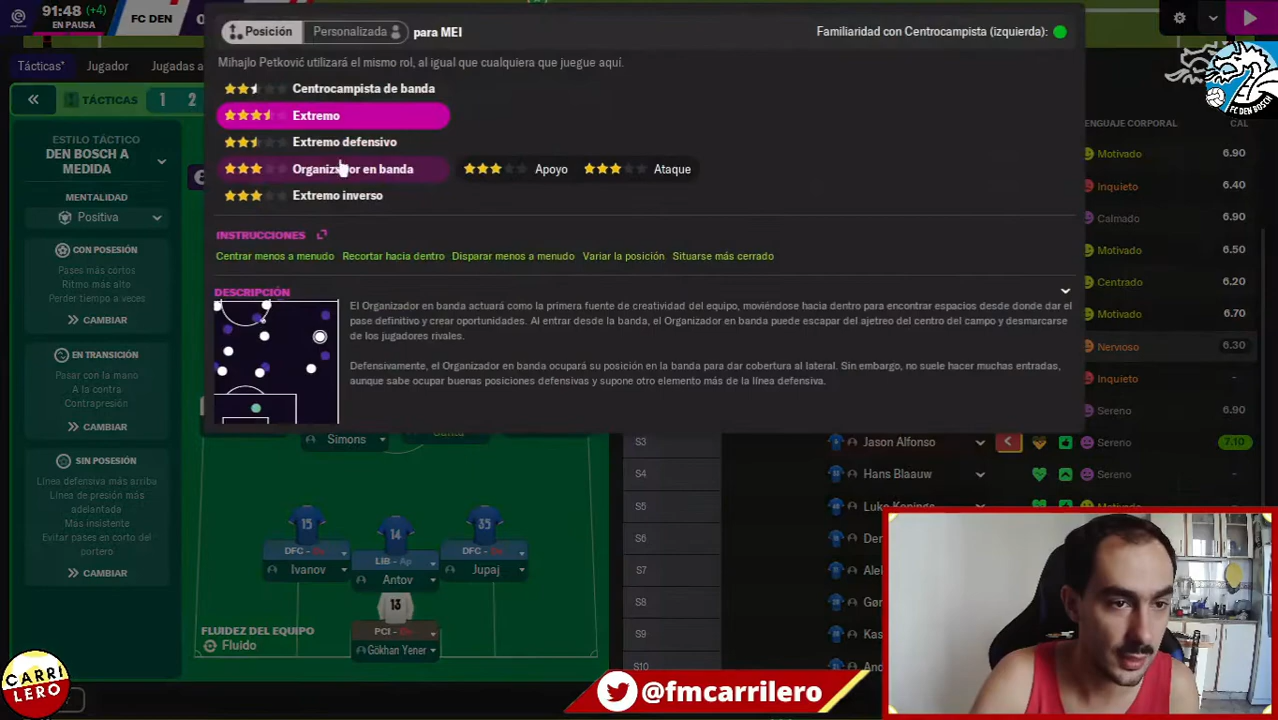 91:48 (+4)
EN PAUSA
FC DEN
Tácticas*
Jugador
Jugadas a
Posición
Personalizada
para MEI
Familiaridad con Centrocampista (izquierda):
Mihajlo Petković utilizará el mismo rol, al igual que cualquiera que juegue aquí.
Centrocampista de banda
Extremo
Extremo defensivo
Organizador en banda
Apoyo
Ataque
Extremo inverso
INSTRUCCIONES
Centrar menos a menudo Recortar hacia dentro Disparar menos a menudo Variar la posición Situarse más cerrado
DESCRIPCIÓN
El Organizador en banda actuará como la primera fuente de creatividad del equipo, moviéndose hacia dentro para encontrar espacios desde donde dar el
pase definitivo y crear oportunidades. Al entrar desde la banda, el Organizador en banda puede escapar del ajetreo del centro del campo y desmarcarse
de los jugadores rivales.
Defensivamente, el Organizador en banda ocupará su posición en la banda para dar cobertura al lateral. Sin embargo, no suele hacer muchas entradas,
aunque sabe ocupar buenas posiciones defensivas y supone otro elemento más de la línea defensiva.
TÁCTICAS
1 2
ESTILO TÁCTICO
DEN BOSCH A
MEDIDA
MENTALIDAD
Positiva
CON POSESIÓN
Pases más cortos
Ritmo más alto
Perder tiempo a veces
CAMBIAR
EN TRANSICIÓN
Pasar con la mano
A la contra
Contrapresión
CAMBIAR
SIN POSESIÓN
Línea defensiva más arriba
Línea de presión más
adelantada
Más insistente
Evitar pases en corto del
portero
CAMBIAR
Simons
15
14
35
DFC
LIB - Ap
DFC
Ivanov
Antov
Jupaj
13
PCI
Gökhan Yener
FLUIDEZ DEL EQUIPO
Fluido
FC DEN BOSCH
LENGUAJE CORPORAL
CAL
Motivado 6.90
Inquieto 6.40
Calmado 6.90
Motivado 6.50
Centrado 6.20
Motivado 6.70
Nervioso 6.30
Inquieto -
Sereno 6.90
S3 Jason Alfonso Sereno 7.10
S4 Hans Blaauw Sereno -
S5
S6
S7
S8
S9
S10
CARRI
LERO
@fmcarrilero